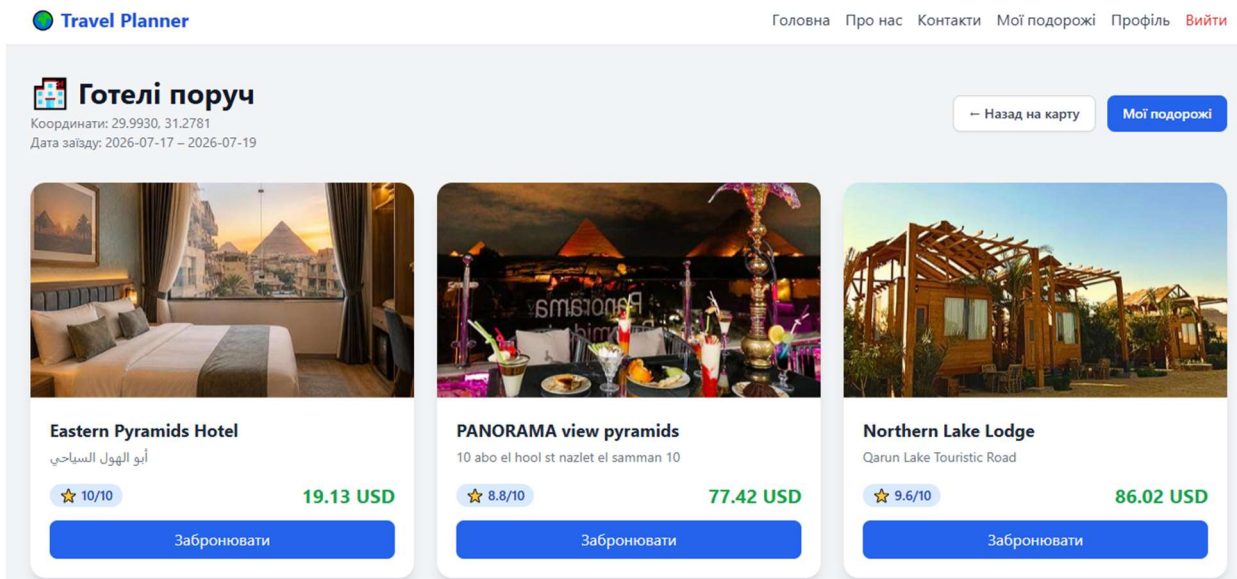 Travel Planner
Головна Про нас Контакти Мої подорожі Профіль Вийти
Готелі поруч
Координати: 29.9930, 31.2781
Дата заїзду: 2026-07-17 – 2026-07-19
← Назад на карту
Мої подорожі
Panorama
Eastern Pyramids Hotel
أبو الهول السياحي
10/10
19.13 USD
Забронювати
PANORAMA view pyramids
10 abo el hool st nazlet el samman 10
8.8/10
77.42 USD
Забронювати
Northern Lake Lodge
Qarun Lake Touristic Road
9.6/10
86.02 USD
Забронювати